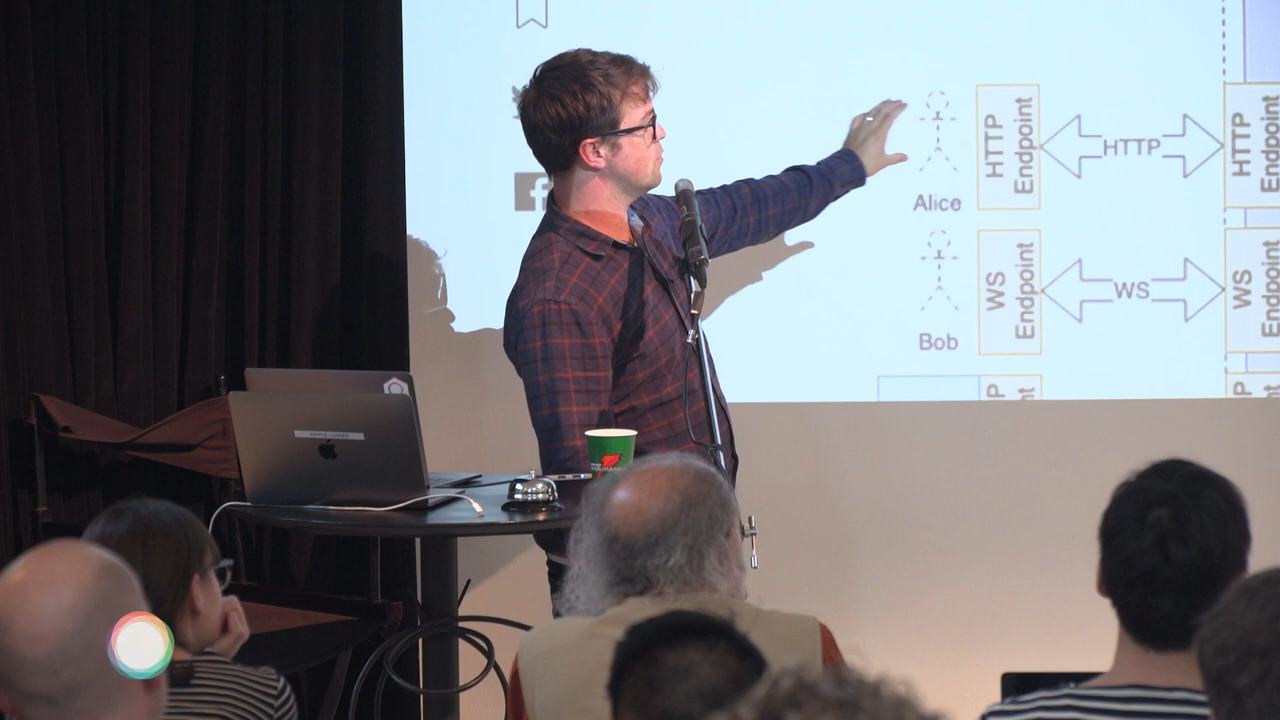 HTTP
Endpoint
HTTP
HTTP
Endpoint
Alice
WS
Endpoint
WS
WS
Endpoint
Bob